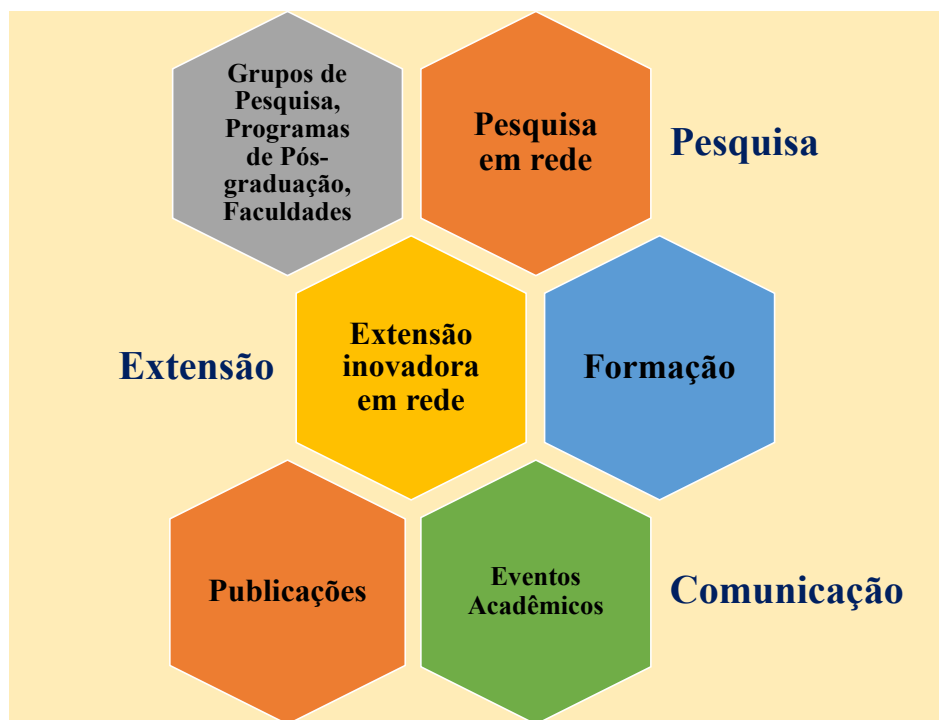 Grupos de
Pesquisa,
Programas
de Pós-
graduação,
Faculdades
Pesquisa
em rede
Pesquisa
Extensão
Extensão
inovadora
em rede
Formação
Publicações
Eventos
Acadêmicos
Comunicação